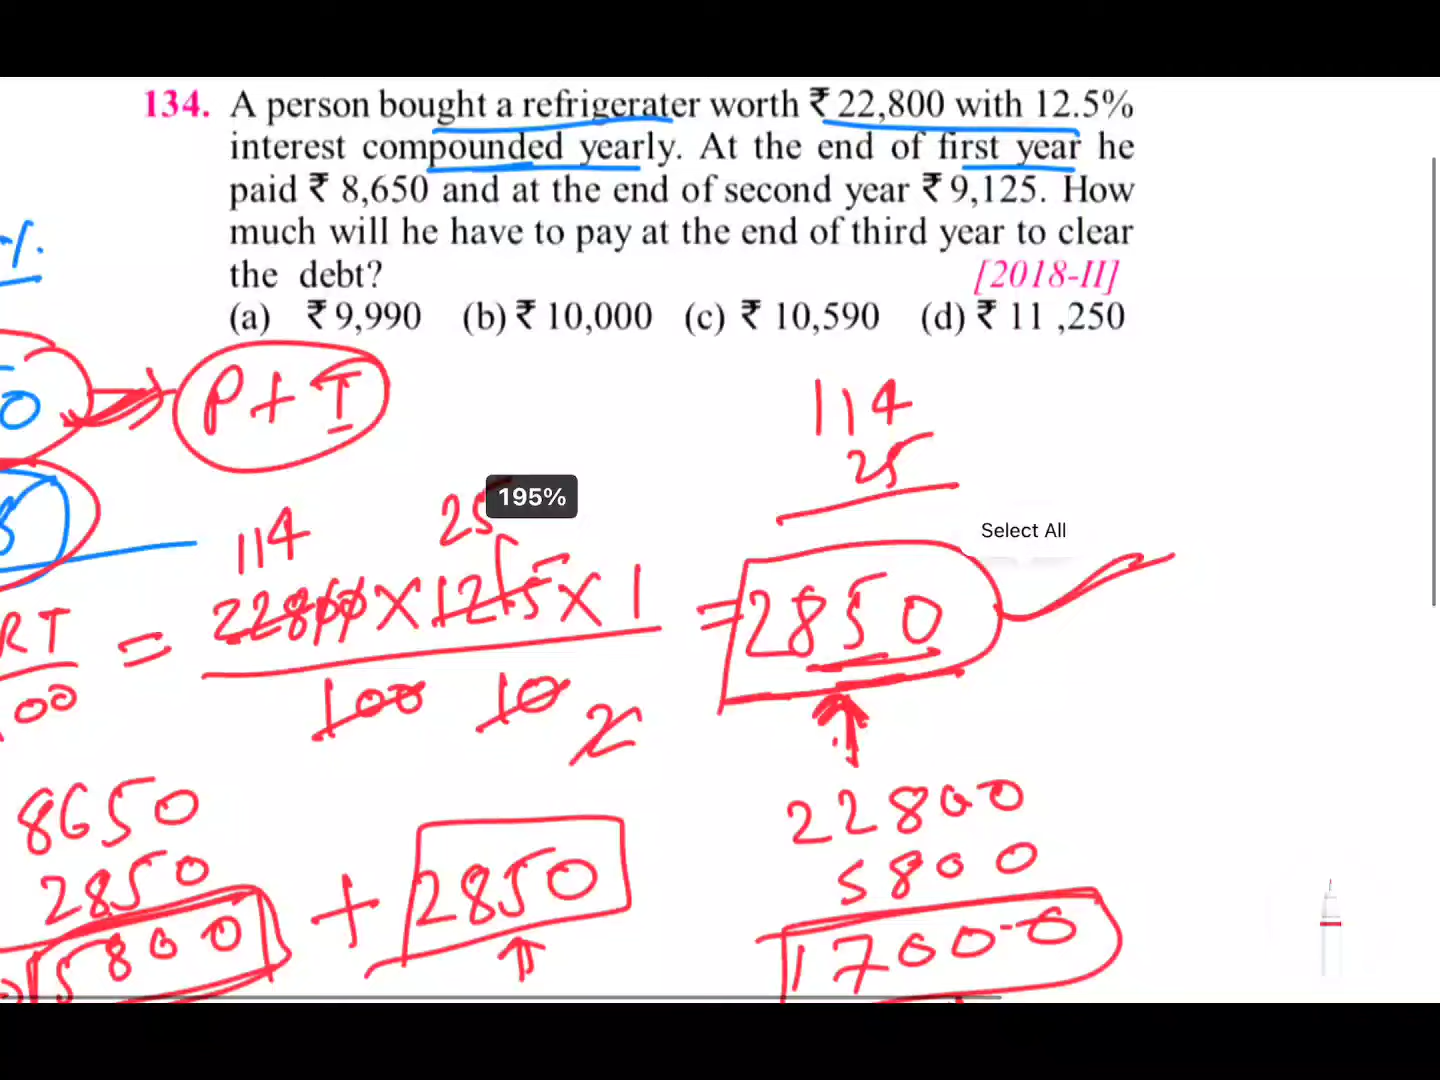 134. A person bought a refrigerater worth ₹ 22,800 with 12.5%
interest compounded yearly. At the end of first year he
paid ₹ 8,650 and at the end of second year ₹ 9,125. How
much will he have to pay at the end of third year to clear
the debt? [2018-II]
(a) ₹ 9,990 (b) ₹ 10,000 (c) ₹ 10,590 (d) ₹ 11 ,250
%
0 P + I
114
25
195%
Select All
114 25
RT = 22800 × 125 × 1 = 2850
100 100 10 2
8650
2850
5800 + 2850
22800
5800
17000